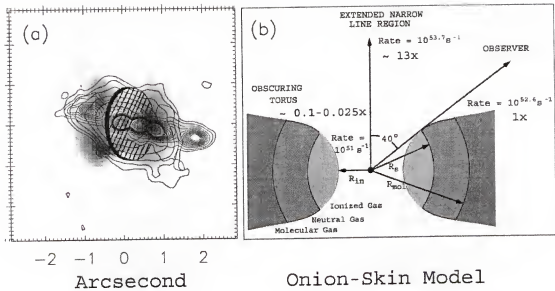 (a)
−2 −1 0 1 2
Arcsecond
(b)
EXTENDED NARROW
LINE REGION
Rate = 10^53.7 s^-1
~ 13x
OBSERVER
Rate = 10^52.6 s^-1
1x
OBSCURING
TORUS
~ 0.1-0.025x
Rate =
10^51 s^-1
40°
R_in
R_s
R_mol
Ionized Gas
Neutral Gas
Molecular Gas
Onion-Skin Model